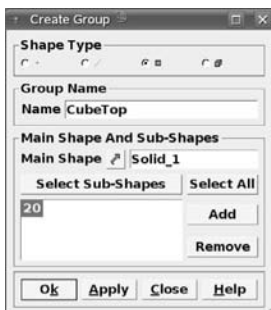 Create Group
Shape Type
Group Name
Name CubeTop
Main Shape And Sub-Shapes
Main Shape Solid_1
Select Sub-Shapes Select All
20
Add
Remove
Ok Apply Close Help